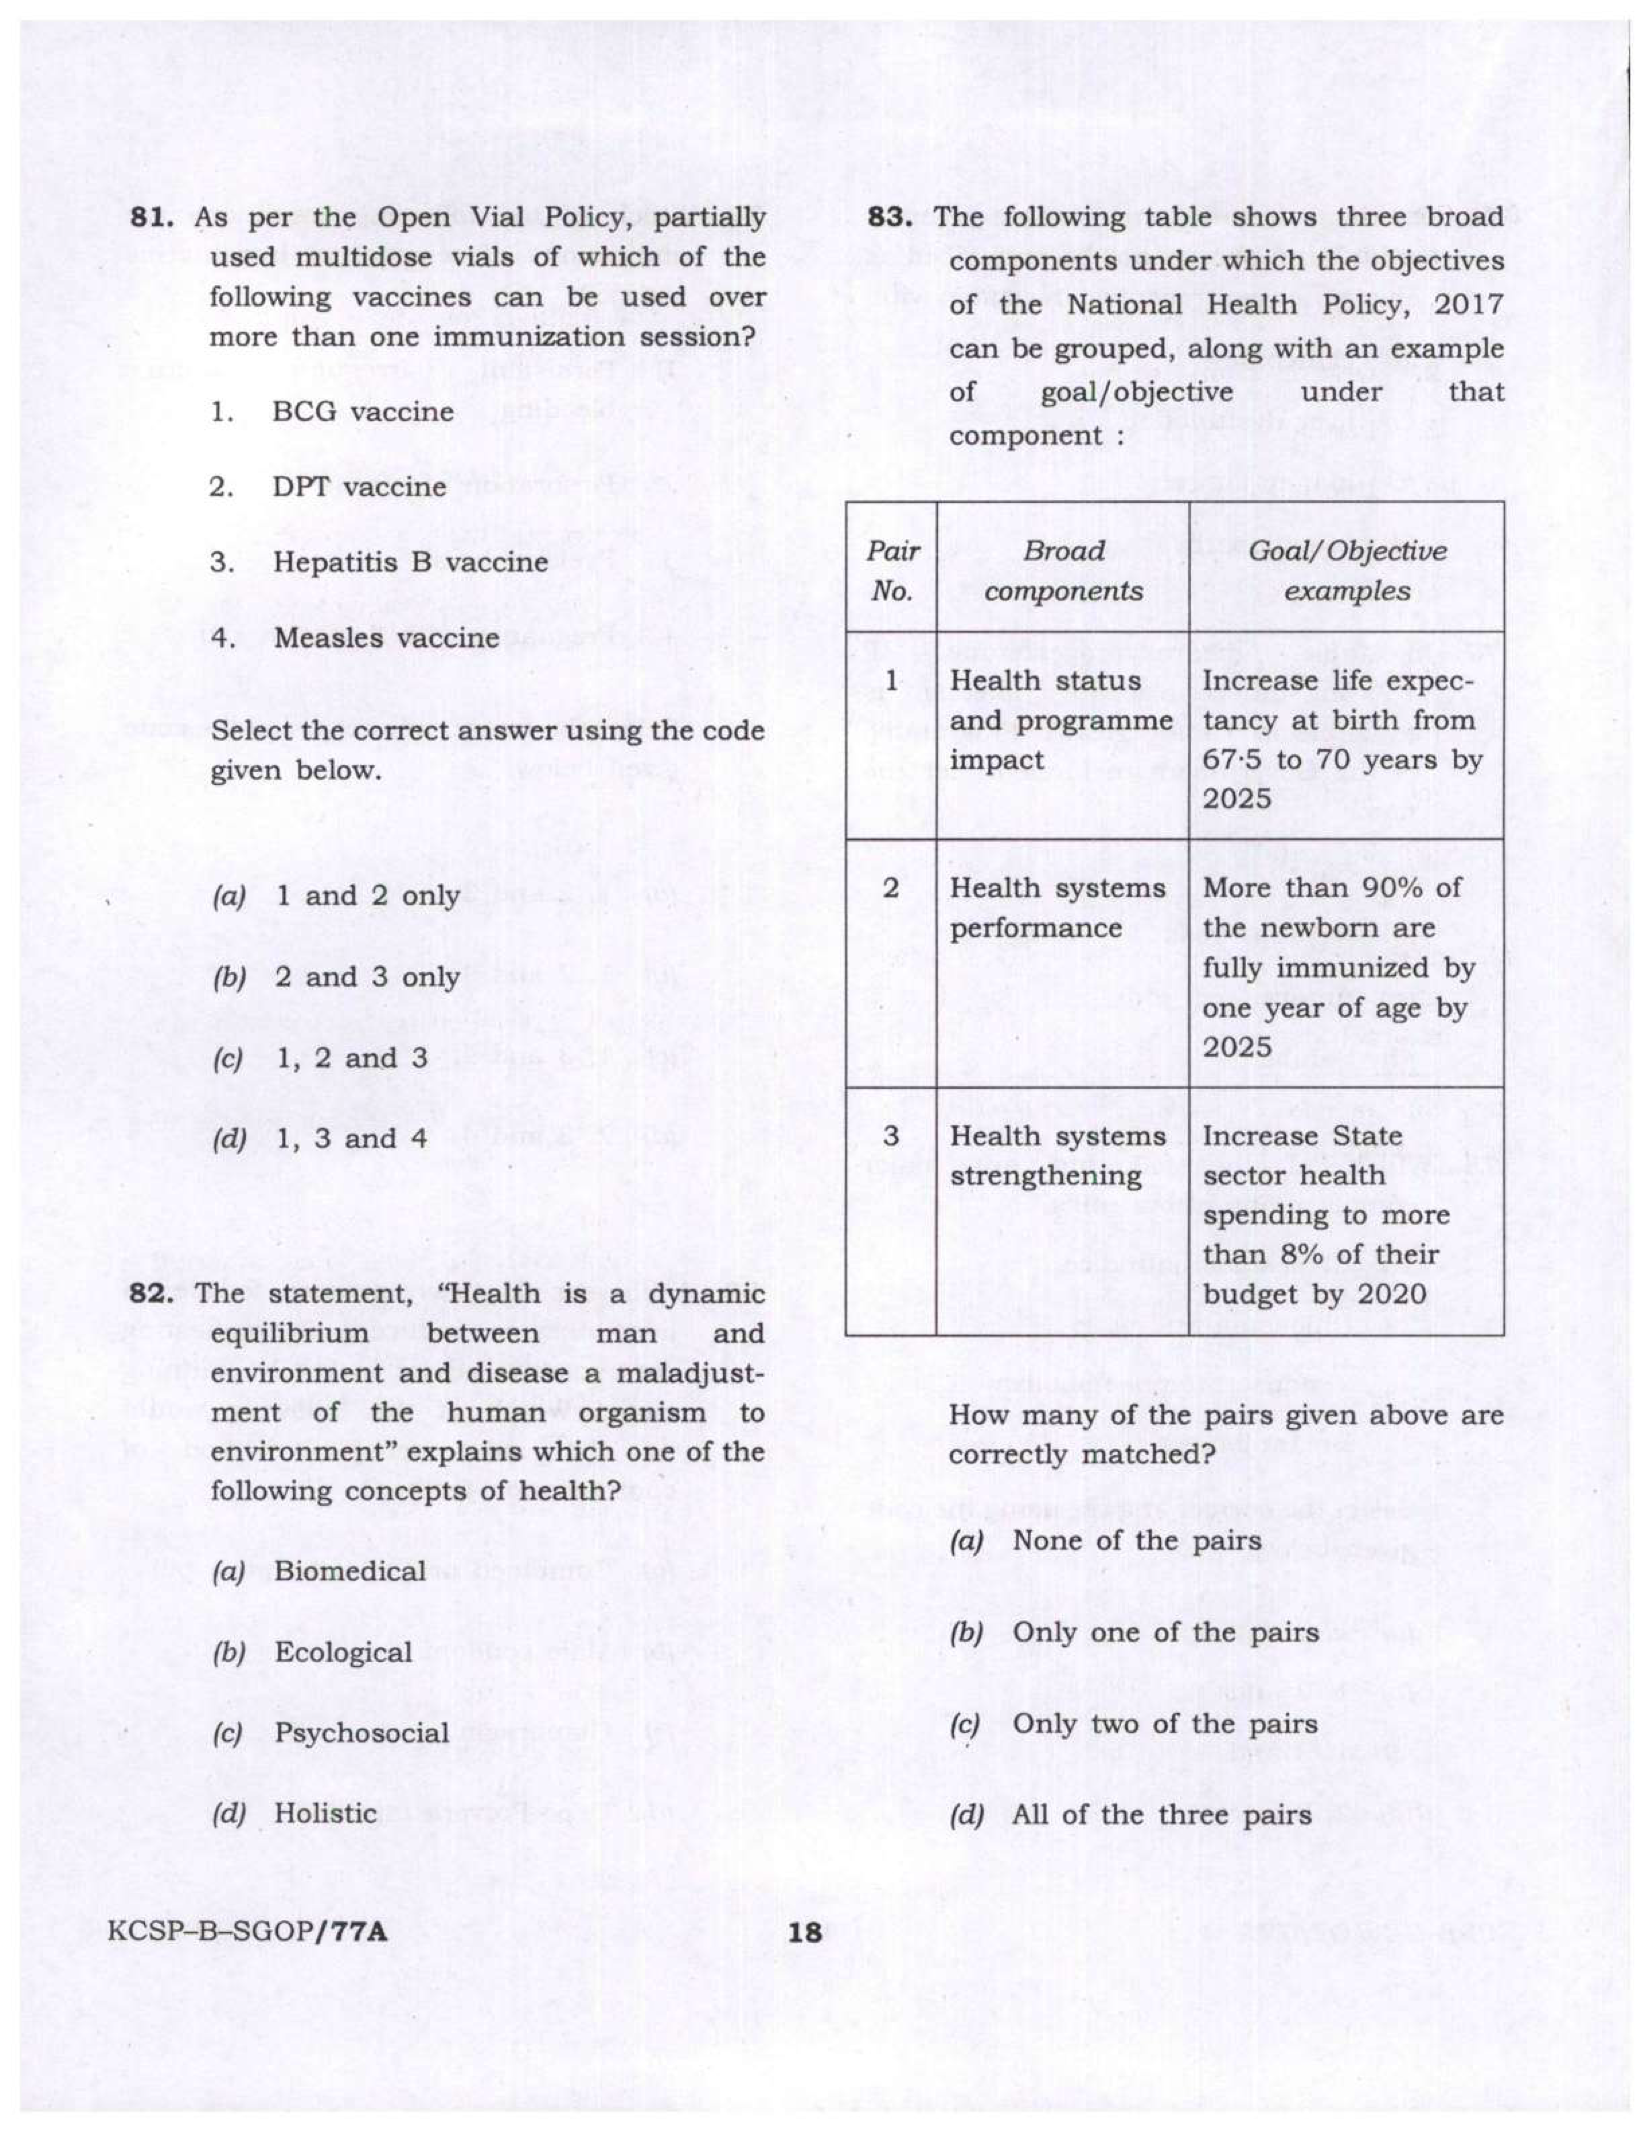 81. As per the Open Vial Policy, partially
used multidose vials of which of the
following vaccines can be used over
more than one immunization session?
1. BCG vaccine
2. DPT vaccine
3. Hepatitis B vaccine
4. Measles vaccine
Select the correct answer using the code
given below.
(a) 1 and 2 only
(b) 2 and 3 only
(c) 1, 2 and 3
(d) 1, 3 and 4
82. The statement, “Health is a dynamic
equilibrium between man and
environment and disease a maladjust-
ment of the human organism to
environment” explains which one of the
following concepts of health?
(a) Biomedical
(b) Ecological
(c) Psychosocial
(d) Holistic
83. The following table shows three broad
components under which the objectives
of the National Health Policy, 2017
can be grouped, along with an example
of goal/objective under that
component :
Pair No. Broad components Goal/Objective examples
1 Health status and programme impact Increase life expec-
tancy at birth from
67·5 to 70 years by
2025
2 Health systems performance More than 90% of
the newborn are
fully immunized by
one year of age by
2025
3 Health systems strengthening Increase State
sector health
spending to more
than 8% of their
budget by 2020
How many of the pairs given above are
correctly matched?
(a) None of the pairs
(b) Only one of the pairs
(c) Only two of the pairs
(d) All of the three pairs
KCSP–B–SGOP/77A
18